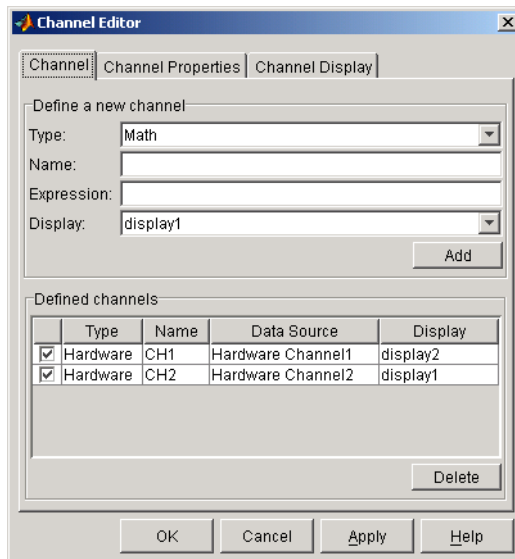 Channel Editor
Channel Channel Properties Channel Display
Define a new channel
Type: Math
Name:
Expression:
Display: display1
Add
Defined channels
Type Name Data Source Display
Hardware CH1 Hardware Channel1 display2
Hardware CH2 Hardware Channel2 display1
Delete
OK Cancel Apply Help